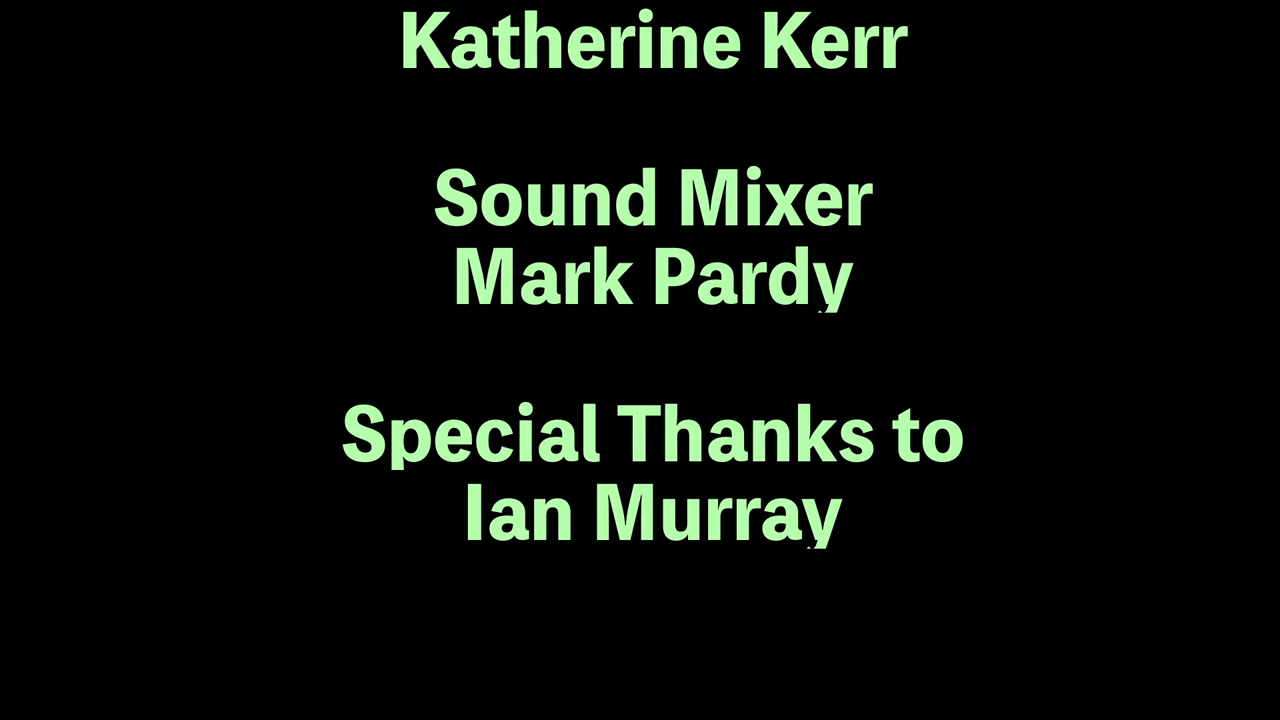 Katherine Kerr
Sound Mixer
Mark Pardy
Special Thanks to
Ian Murray